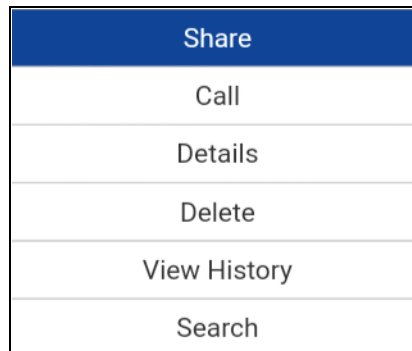 Share
Call
Details
Delete
View History
Search